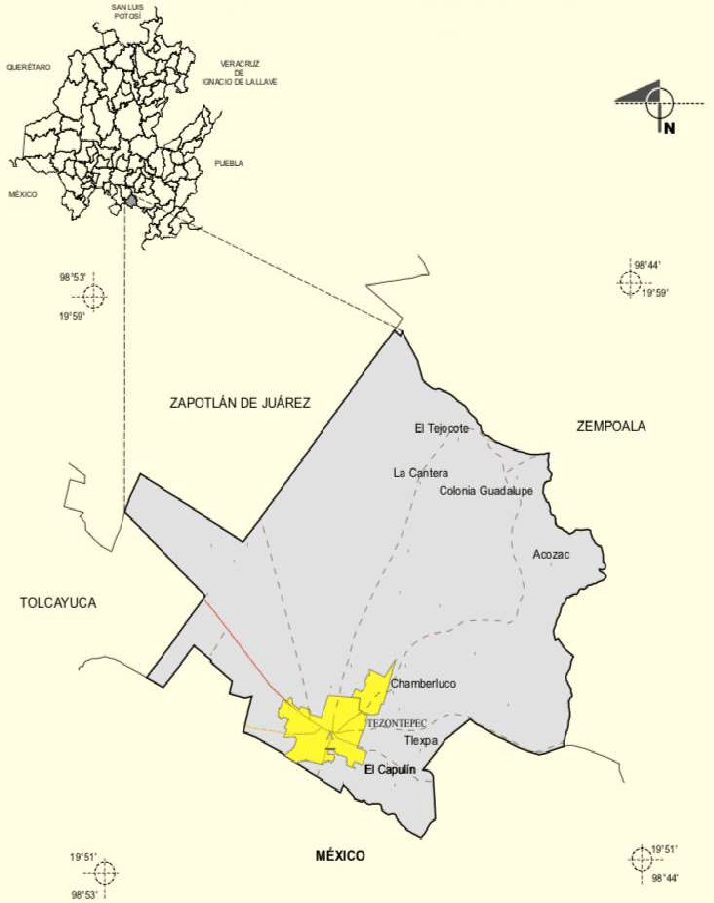 SAN LUIS
POTOSÍ
QUERÉTARO
VERACRUZ
DE
IGNACIO DE LA LLAVE
PUEBLA
MÉXICO
N
98°53'
19°59'
98°44'
19°59'
ZAPOTLÁN DE JUÁREZ
ZEMPOALA
El Tejocote
La Cantera
Colonia Guadalupe
Acozac
TOLCAYUCA
Chamberluco
TEZONTEPEC
Tlexpa
El Capulín
MÉXICO
19°51'
98°53'
19°51'
98°44'